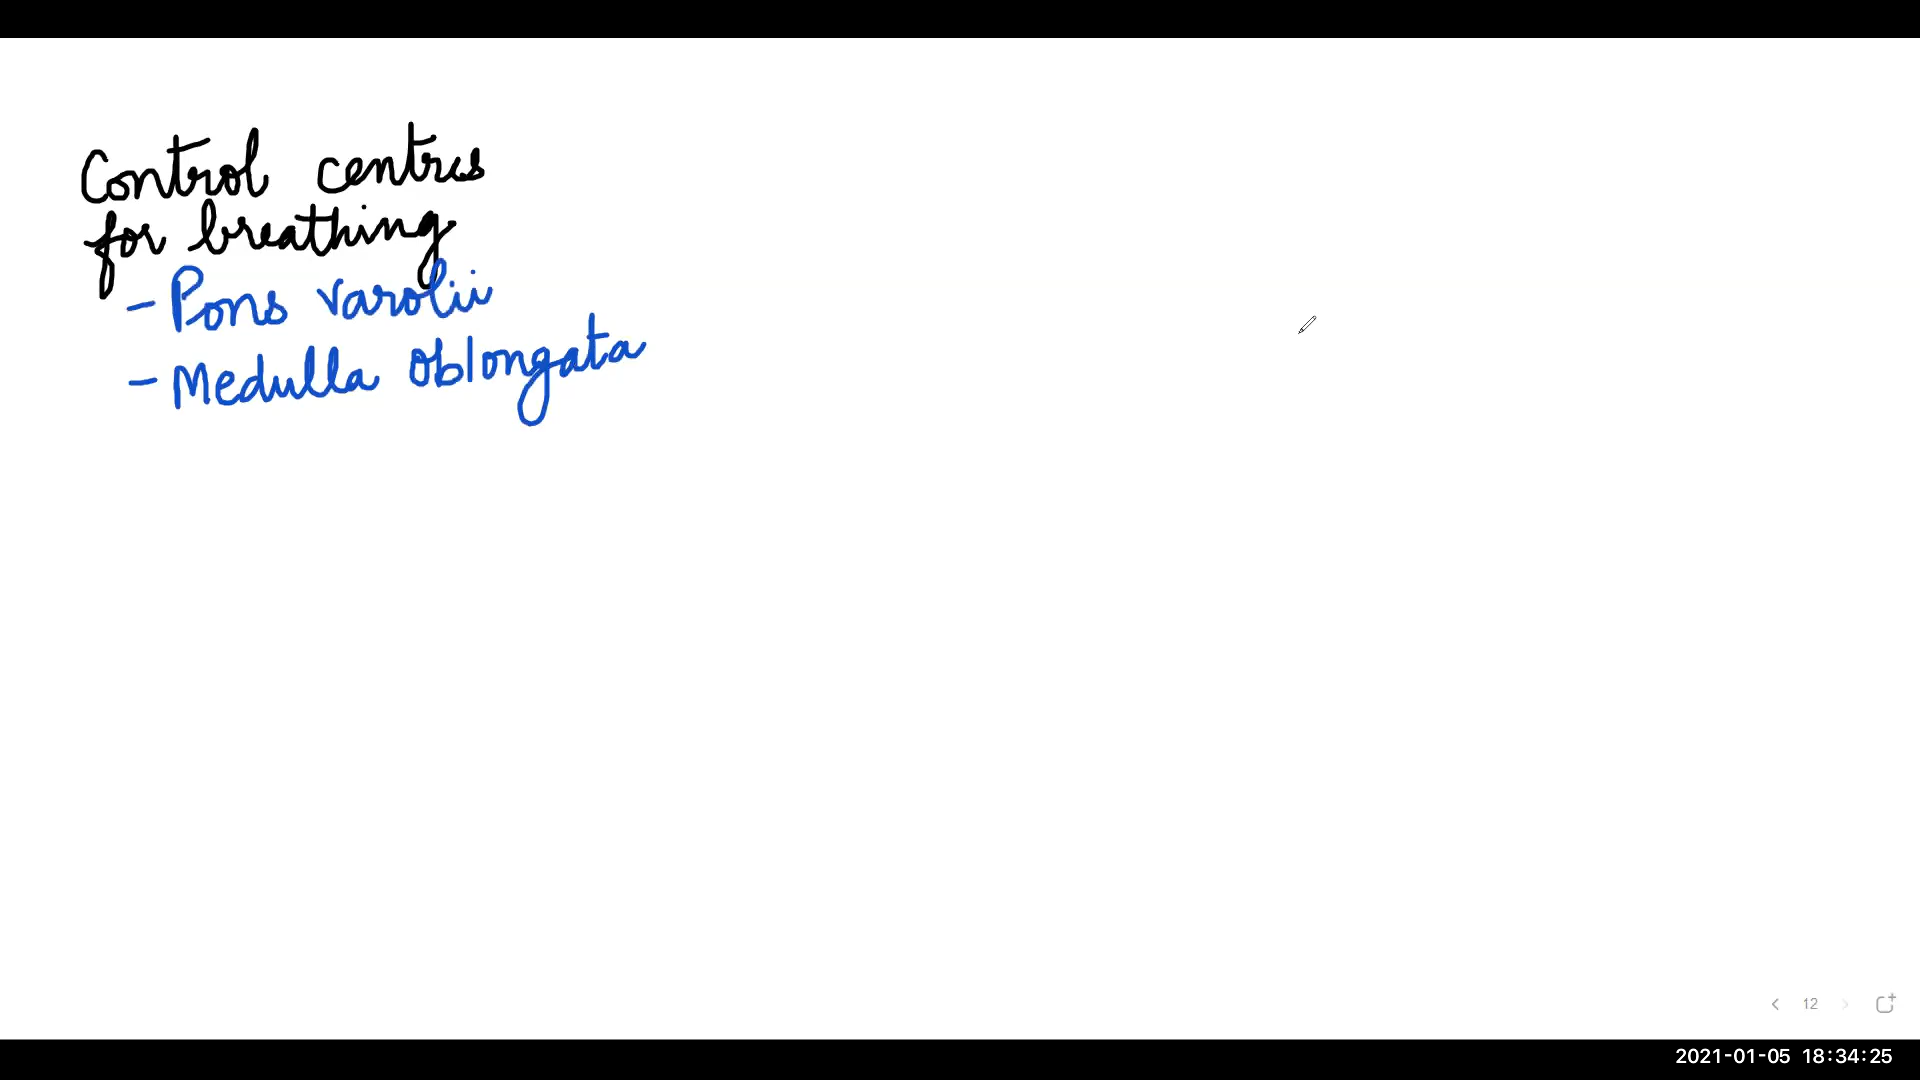 Control centres
for breathing
- Pons varolii
- Medulla oblongata
12
2021-01-05 18:34:25